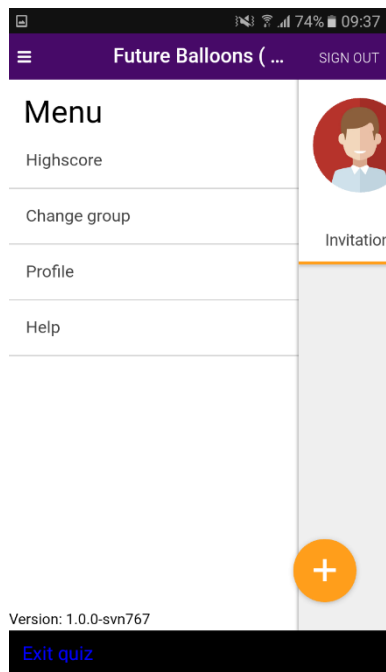 74% 09:37
Future Balloons ( ... SIGN OUT
Menu
Highscore
Change group
Profile
Help
Invitation
Version: 1.0.0-svn767
Exit quiz